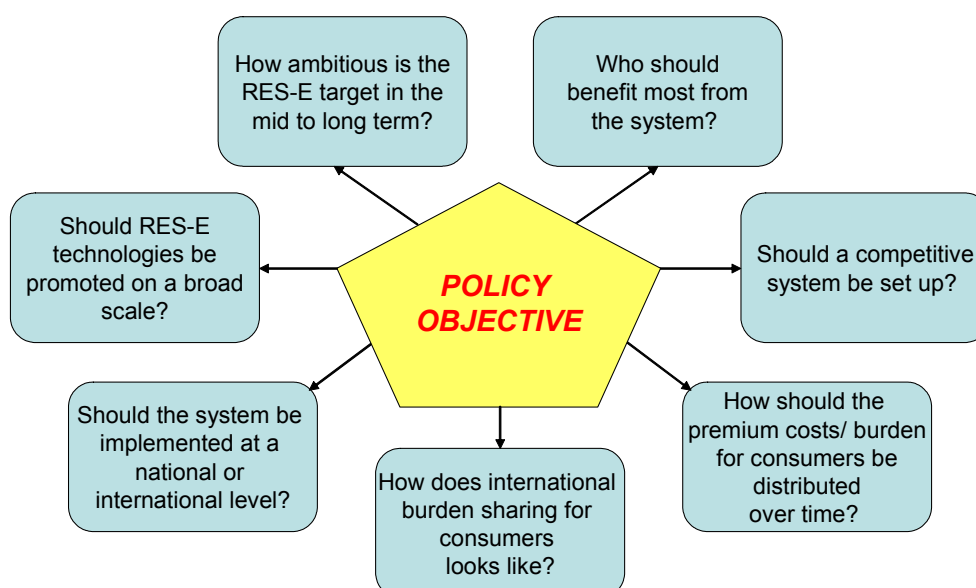 How ambitious is the
RES-E target in the
mid to long term?
Who should
benefit most from
the system?
Should RES-E
technologies be
promoted on a broad
scale?
POLICY
OBJECTIVE
Should a competitive
system be set up?
Should the system be
implemented at a
national or
international level?
How does international
burden sharing for
consumers
looks like?
How should the
premium costs/ burden
for consumers be
distributed
over time?